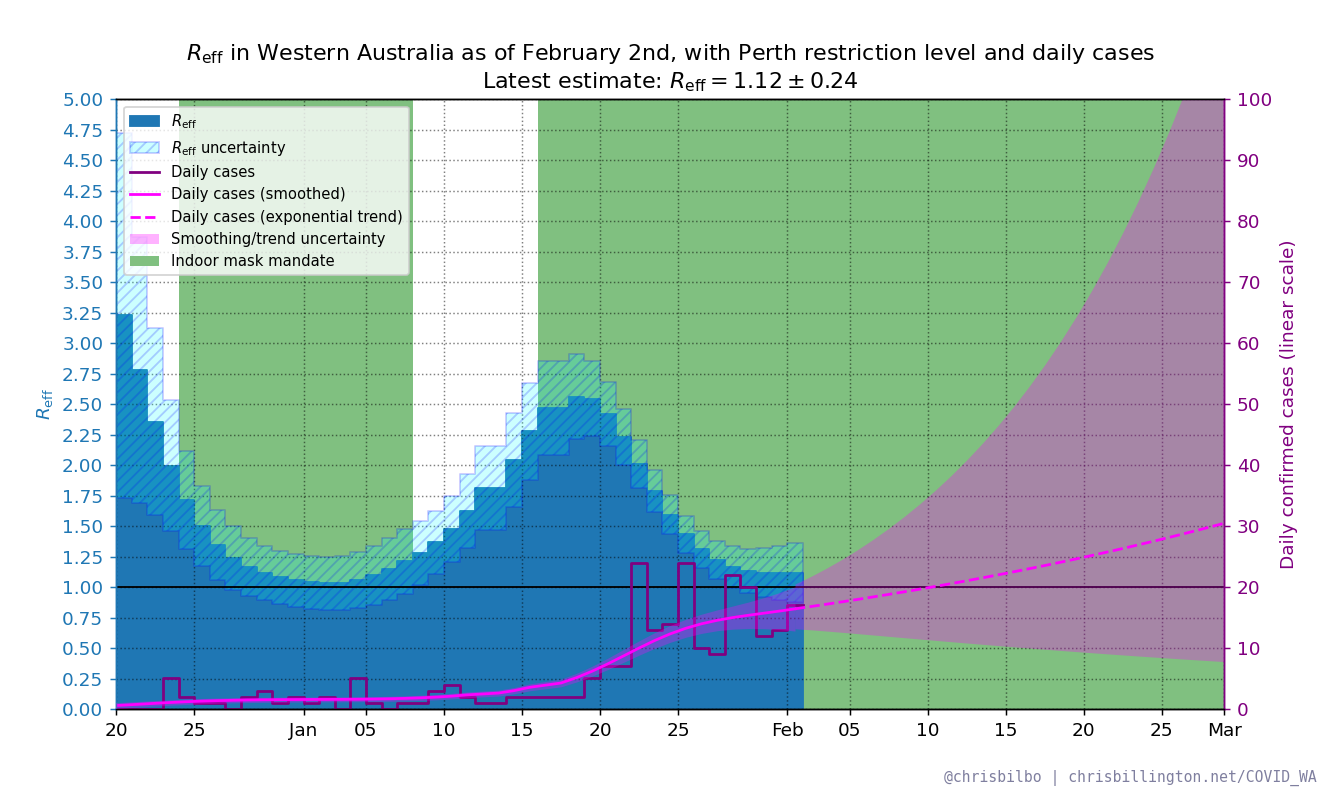 R_eff in Western Australia as of February 2nd, with Perth restriction level and daily cases
Latest estimate: R_eff = 1.12 ± 0.24
R_eff
R_eff uncertainty
Daily cases
Daily cases (smoothed)
Daily cases (exponential trend)
Smoothing/trend uncertainty
Indoor mask mandate
5.00
4.75
4.50
4.25
4.00
3.75
3.50
3.25
3.00
2.75
2.50
2.25
2.00
1.75
1.50
1.25
1.00
0.75
0.50
0.25
0.00
R_eff
100
90
80
70
60
50
40
30
20
10
0
Daily confirmed cases (linear scale)
20 25 Jan 05 10 15 20 25 Feb 05 10 15 20 25 Mar
@chrisbilbo | chrisbillington.net/COVID_WA